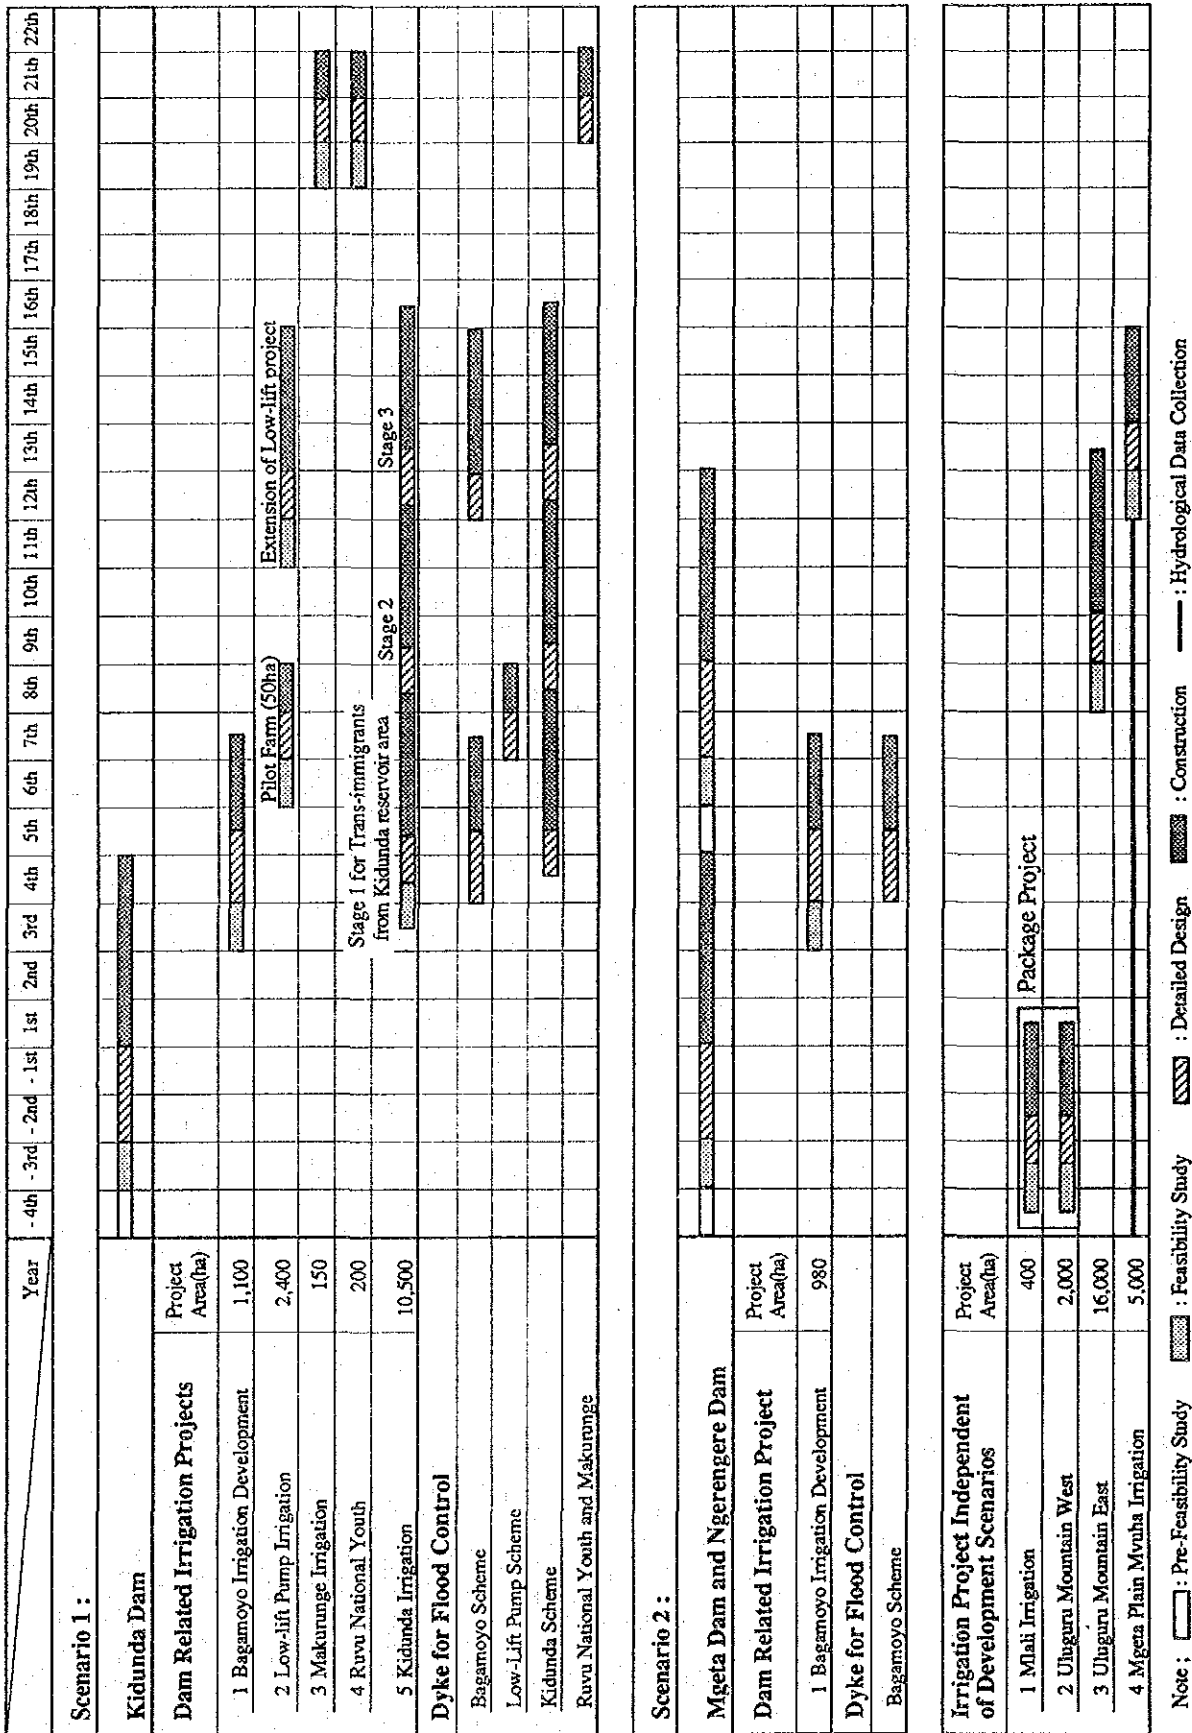 Year - 4th - 3rd - 2nd - 1st 1st 2nd 3rd 4th 5th 6th 7th 8th 9th 10th 11th 12th 13th 14th 15th 16th 17th 18th 19th 20th 21th 22th
Scenario 1 :
Kidunda Dam
Dam Related Irrigation Projects Project Area(ha)
1 Bagamoyo Irrigation Development 1,100
Pilot Farm (50ha) Extension of Low-lift project
2 Low-lift Pump Irrigation 2,400
3 Makurunge Irrigation 150
4 Ruvu National Youth 200
Stage 1 for Trans-immigrants
from Kidunda reservoir area Stage 2 Stage 3
5 Kidunda Irrigation 10,500
Dyke for Flood Control
Bagamoyo Scheme
Low-Lift Pump Scheme
Kidunda Scheme
Ruvu National Youth and Makurunge
Scenario 2 :
Mgeta Dam and Ngerengere Dam
Dam Related Irrigation Project Project Area(ha)
1 Bagamoyo Irrigation Development 980
Dyke for Flood Control
Bagamoyo Scheme
Irrigation Project Independent Project
of Development Scenarios Area(ha)
1 Mlali Irrigation 400 Package Project
2 Uluguru Mountain West 2,000
3 Uluguru Mountain East 16,000
4 Mgeta Plain Mvuha Irrigation 5,000
Note ; : Pre-Feasibility Study : Feasibility Study : Detailed Design : Construction : Hydrological Data Collection